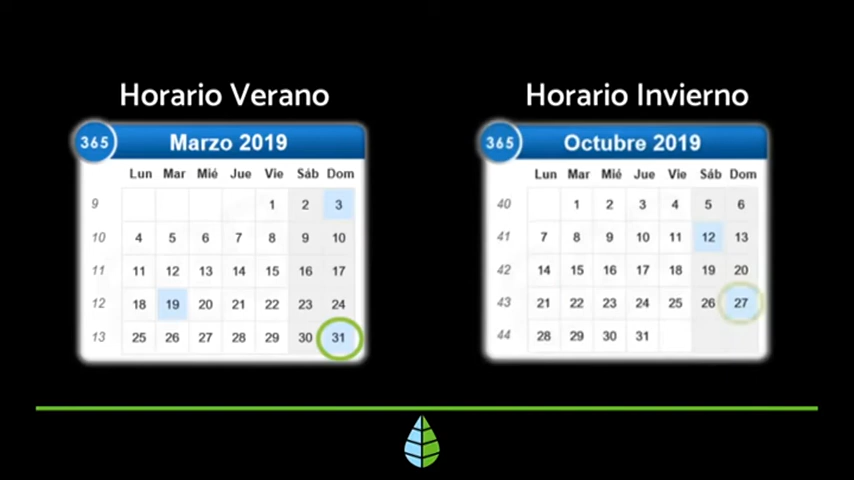 Horario Verano
365
Marzo 2019
Lun Mar Mié Jue Vie Sáb Dom
9 1 2 3
10 4 5 6 7 8 9 10
11 11 12 13 14 15 16 17
12 18 19 20 21 22 23 24
13 25 26 27 28 29 30 31
Horario Invierno
365
Octubre 2019
Lun Mar Mié Jue Vie Sáb Dom
40 1 2 3 4 5 6
41 7 8 9 10 11 12 13
42 14 15 16 17 18 19 20
43 21 22 23 24 25 26 27
44 28 29 30 31